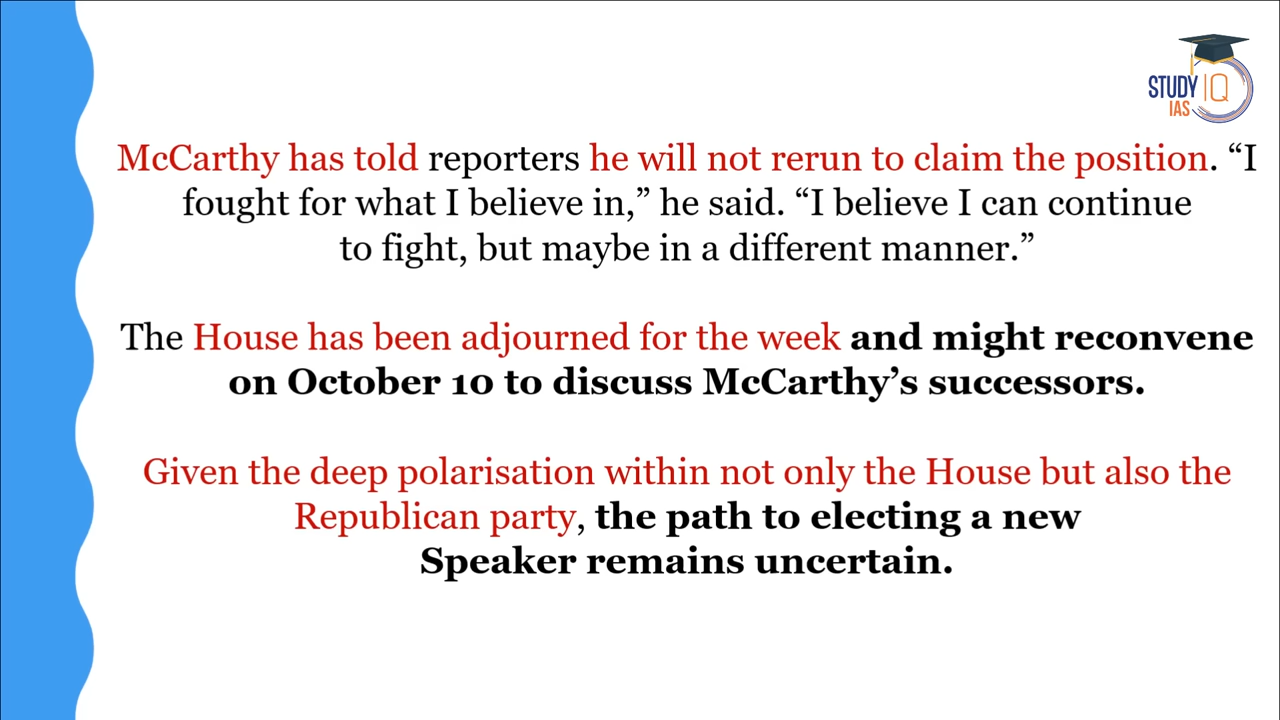 STUDY IQ
IAS
McCarthy has told reporters he will not rerun to claim the position. “I
fought for what I believe in,” he said. “I believe I can continue
to fight, but maybe in a different manner.”
The House has been adjourned for the week and might reconvene
on October 10 to discuss McCarthy’s successors.
Given the deep polarisation within not only the House but also the
Republican party, the path to electing a new
Speaker remains uncertain.